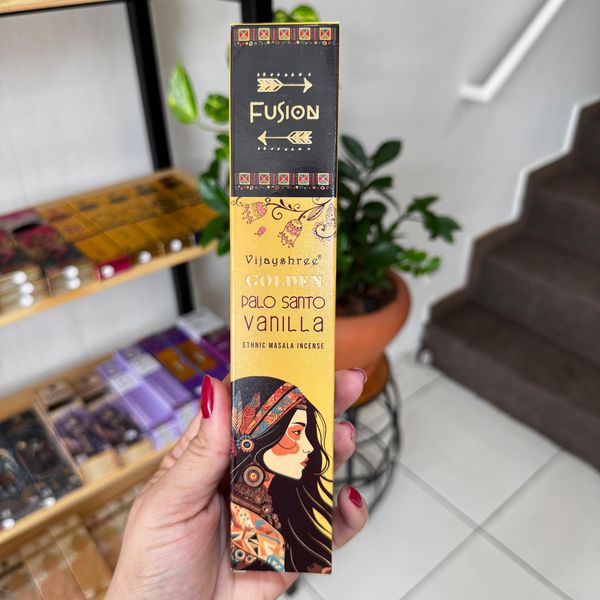 FUSION
Vijayshree®
GOLDEN
PALO SANTO
VANILLA
ETHNIC MASALA INCENSE